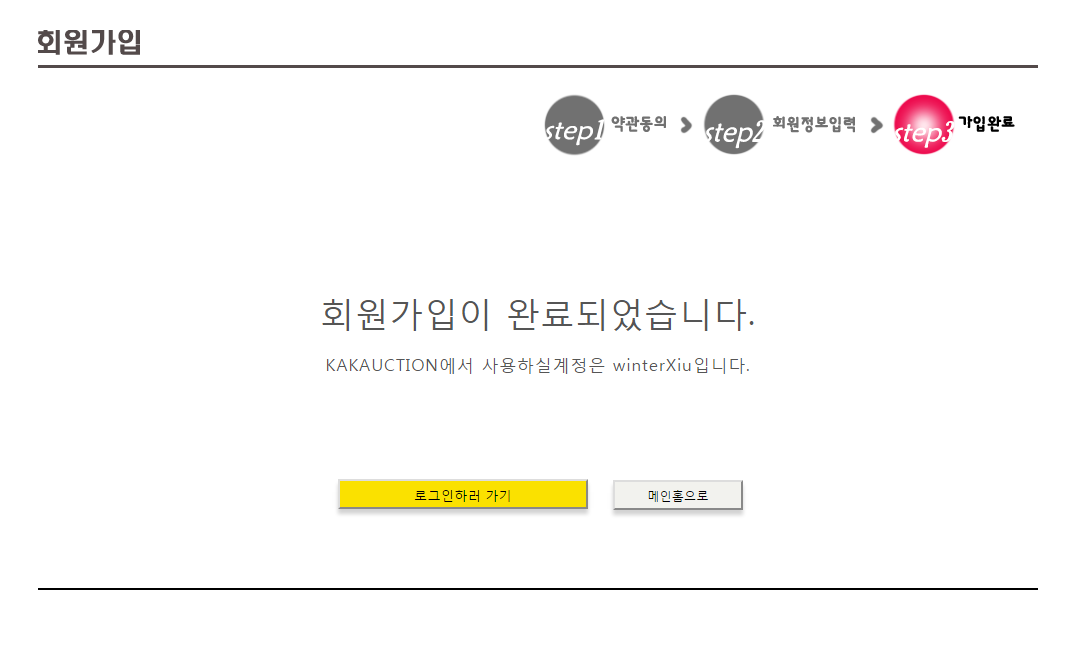 회원가입
step1 약관동의 step2 회원정보입력 step3 가입완료
회원가입이 완료되었습니다.
KAKAUCTION에서 사용하실계정은 winterXiu입니다.
로그인하러 가기 메인홈으로